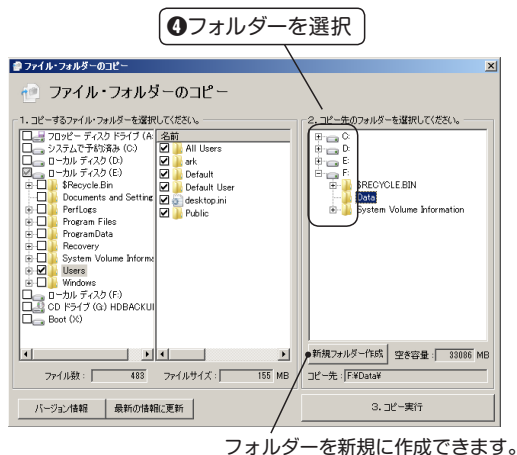 ❹フォルダーを選択
ファイル・フォルダーのコピー
ファイル・フォルダーのコピー
1. コピーするファイル・フォルダーを選択してください。
フロッピー ディスク ドライブ (A:
システムで予約済み (C:)
ローカル ディスク (D:)
ローカル ディスク (E:)
$Recycle.Bin
Documents and Setting
PerfLogs
Program Files
ProgramData
Recovery
System Volume Informa
Users
Windows
ローカル ディスク (F:)
CD ドライブ (G:) HDBACKUI
Boot (X:)
名前
All Users
ark
Default
Default User
desktop.ini
Public
ファイル数: 483 ファイルサイズ: 155 MB
2. コピー先のフォルダーを選択してください。
C:
D:
E:
F:
$RECYCLE.BIN
Data
System Volume Information
新規フォルダー作成 空き容量: 33086 MB
コピー先: F:¥Data¥
バージョン情報 最新の情報に更新 3. コピー実行
フォルダーを新規に作成できます。